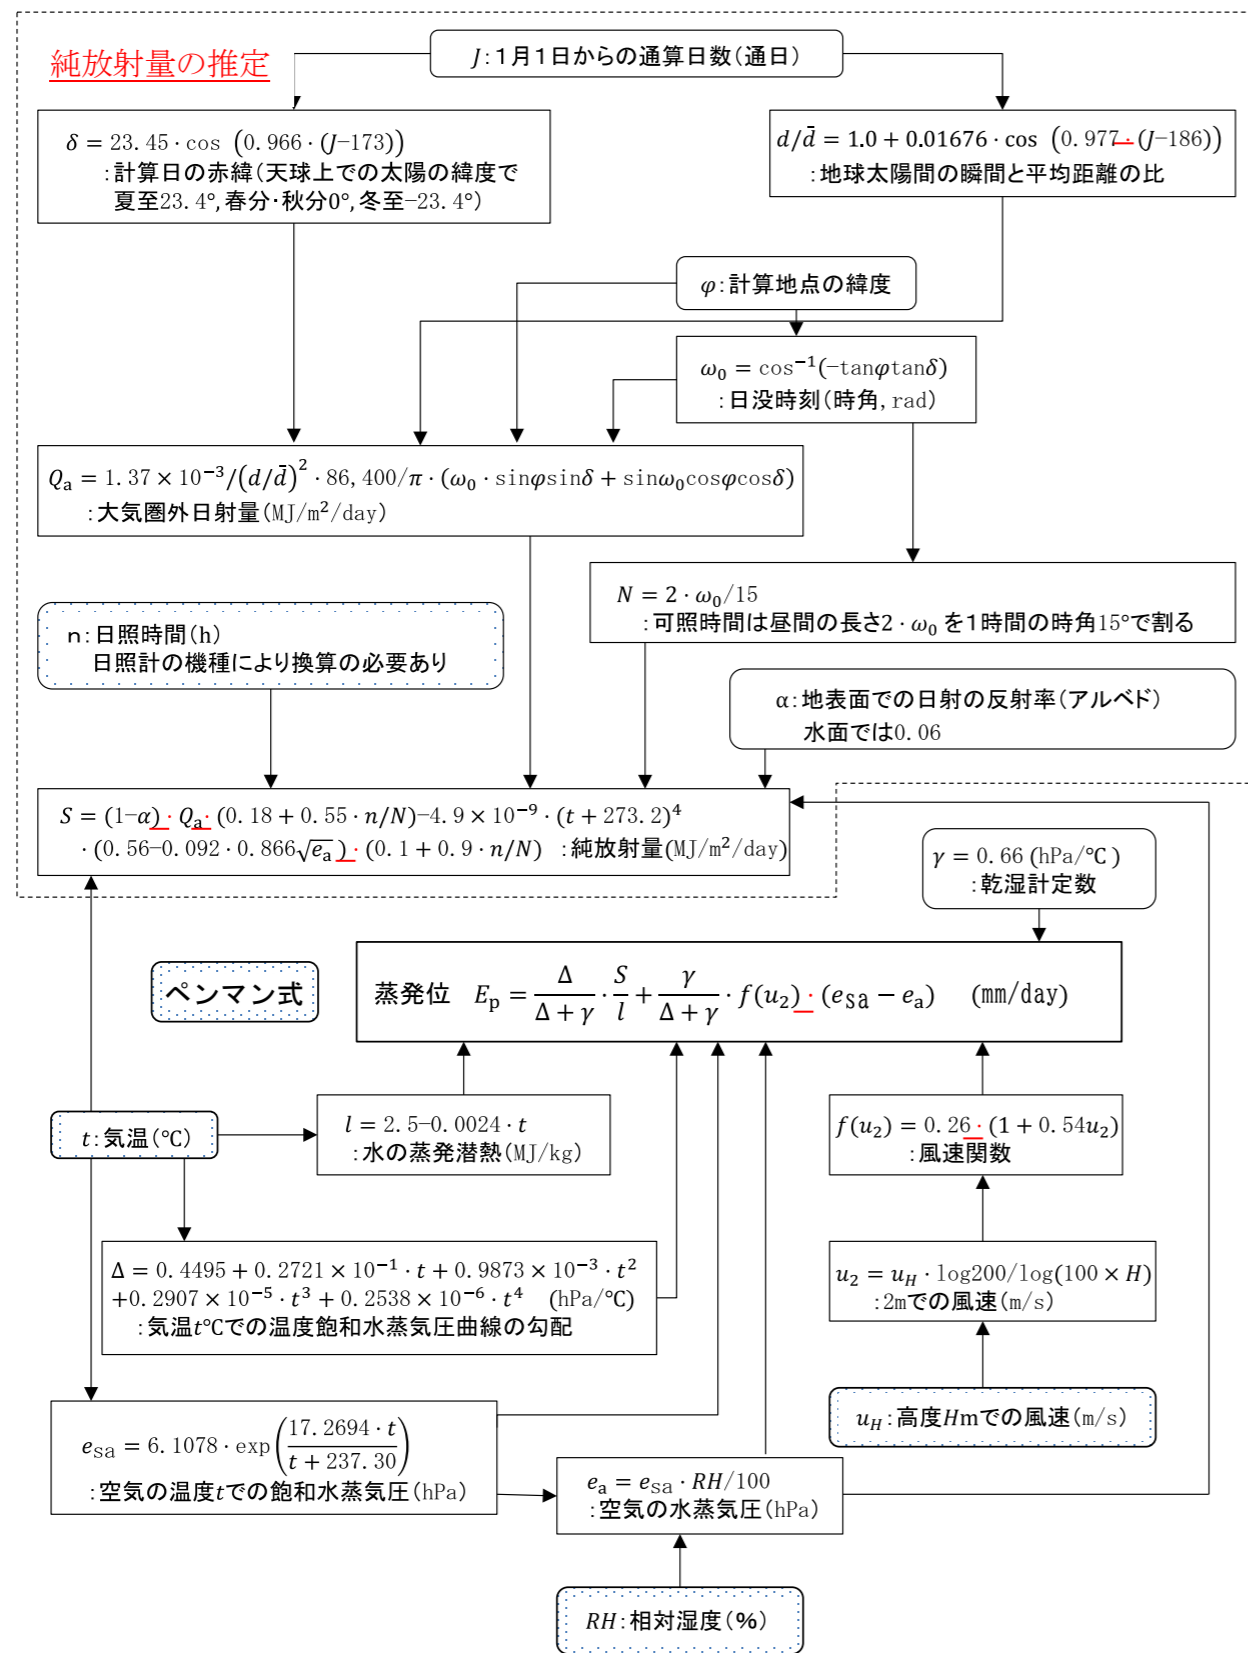 純放射量の推定
J:1月1日からの通算日数(通日)
δ = 23.45 · cos (0.966 · (J−173))
:計算日の赤緯(天球上での太陽の緯度で
夏至23.4°,春分・秋分0°,冬至−23.4°)
d/d̄ = 1.0 + 0.01676 · cos (0.977 · (J−186))
:地球太陽間の瞬間と平均距離の比
φ:計算地点の緯度
ω₀ = cos⁻¹(−tanφtanδ)
:日没時刻(時角,rad)
Qₐ = 1.37 × 10⁻³/(d/d̄)² · 86,400/π · (ω₀ · sinφsinδ + sinω₀cosφcosδ)
:大気圏外日射量(MJ/m²/day)
N = 2 · ω₀/15
:可照時間は昼間の長さ2 · ω₀ を1時間の時角15°で割る
n:日照時間(h)
日照計の機種により換算の必要あり
α:地表面での日射の反射率(アルベド)
水面では0.06
S = (1−α) · Qₐ · (0.18 + 0.55 · n/N)−4.9 × 10⁻⁹ · (t + 273.2)⁴
· (0.56−0.092 · 0.866√eₐ) · (0.1 + 0.9 · n/N) :純放射量(MJ/m²/day)
γ = 0.66 (hPa/℃)
:乾湿計定数
ペンマン式
蒸発位 Eₚ = Δ/(Δ + γ) · S/l + γ/(Δ + γ) · f(u₂) · (eSa − eₐ) (mm/day)
t:気温(℃)
l = 2.5−0.0024 · t
:水の蒸発潜熱(MJ/kg)
f(u₂) = 0.26 · (1 + 0.54u₂)
:風速関数
Δ = 0.4495 + 0.2721 × 10⁻¹ · t + 0.9873 × 10⁻³ · t²
+0.2907 × 10⁻⁵ · t³ + 0.2538 × 10⁻⁶ · t⁴ (hPa/℃)
:気温t℃での温度飽和水蒸気圧曲線の勾配
u₂ = u_H · log200/log(100 × H)
:2mでの風速(m/s)
e_sa = 6.1078 · exp(17.2694 · t/(t + 237.30))
:空気の温度tでの飽和水蒸気圧(hPa)
u_H:高度Hmでの風速(m/s)
eₐ = e_sa · RH/100
:空気の水蒸気圧(hPa)
RH:相対湿度(%)